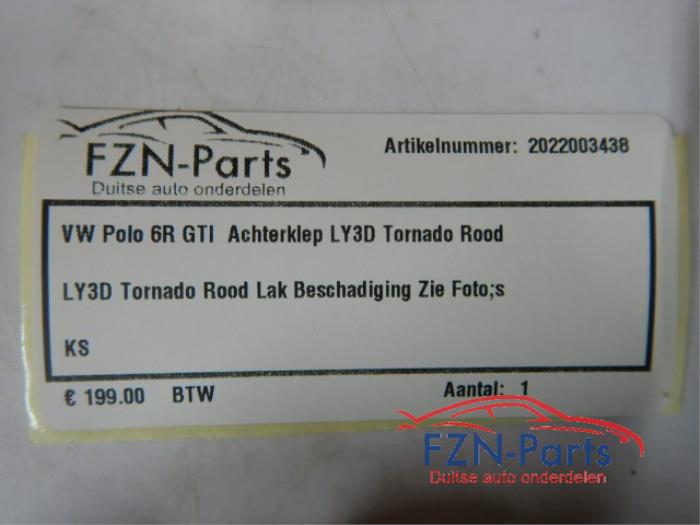 FZN-Parts
Duitse auto onderdelen
Artikelnummer: 2022003438
VW Polo 6R GTI Achterklep LY3D Tornado Rood
LY3D Tornado Rood Lak Beschadiging Zie Foto;s
KS
€ 199.00 BTW
Aantal: 1
FZN-Parts
Duitse auto onderdelen